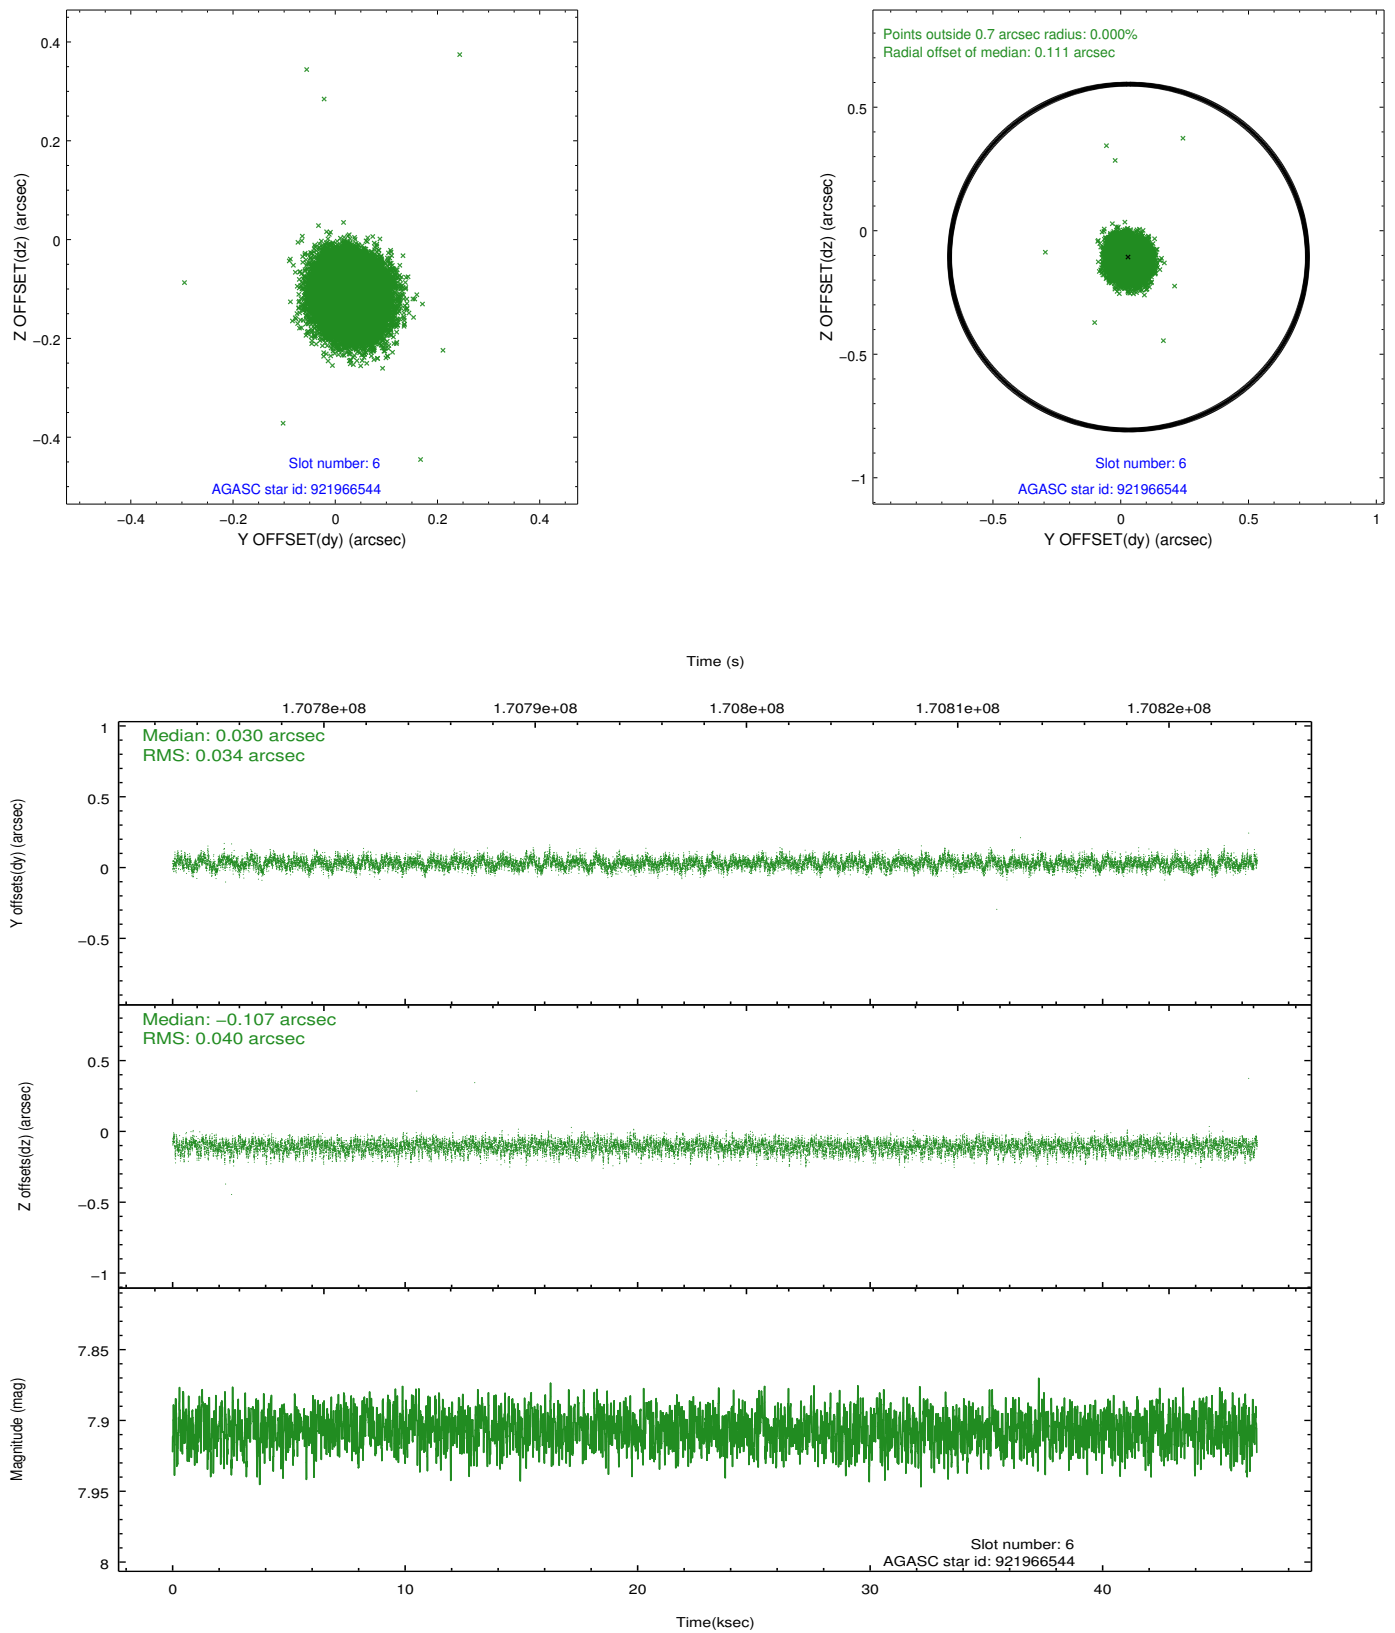 0.4
0.2
0
−0.2
−0.4
Z OFFSET(dz) (arcsec)
Slot number: 6
AGASC star id: 921966544
−0.4 −0.2 0 0.2 0.4
Y OFFSET(dy) (arcsec)
Points outside 0.7 arcsec radius: 0.000%
Radial offset of median: 0.111 arcsec
0.5
0
−0.5
−1
Z OFFSET(dz) (arcsec)
Slot number: 6
AGASC star id: 921966544
−0.5 0 0.5 1
Y OFFSET(dy) (arcsec)
Time (s)
1.7078e+08 1.7079e+08 1.708e+08 1.7081e+08 1.7082e+08
Median: 0.030 arcsec
RMS: 0.034 arcsec
1
0.5
0
−0.5
Y offsets(dy) (arcsec)
Median: −0.107 arcsec
RMS: 0.040 arcsec
0.5
0
−0.5
−1
Z offsets(dz) (arcsec)
7.85
7.9
7.95
8
Magnitude (mag)
Slot number: 6
AGASC star id: 921966544
0 10 20 30 40
Time(ksec)